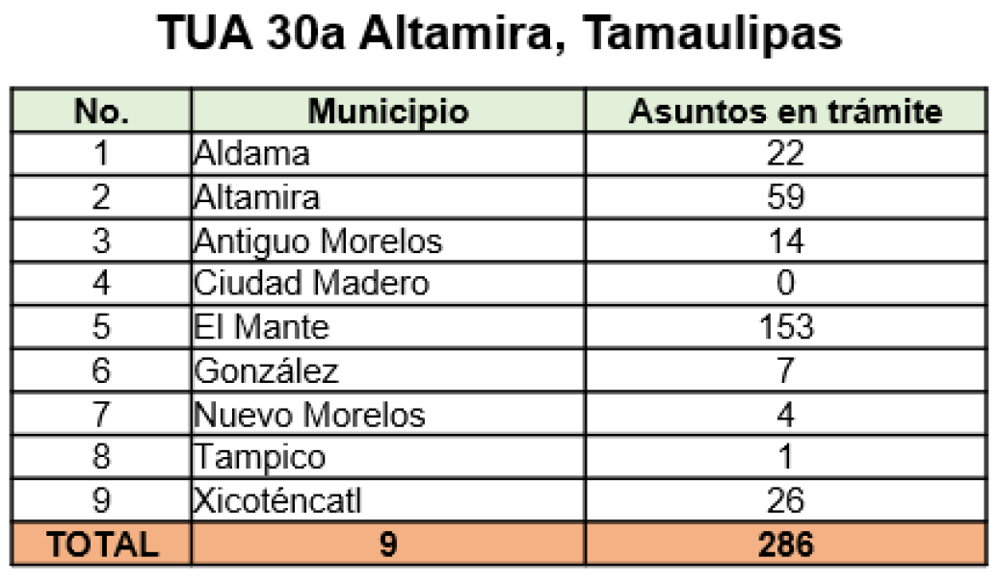 TUA 30a Altamira, Tamaulipas
No. Municipio Asuntos en trámite
1 Aldama 22
2 Altamira 59
3 Antiguo Morelos 14
4 Ciudad Madero 0
5 El Mante 153
6 González 7
7 Nuevo Morelos 4
8 Tampico 1
9 Xicoténcatl 26
TOTAL 9 286